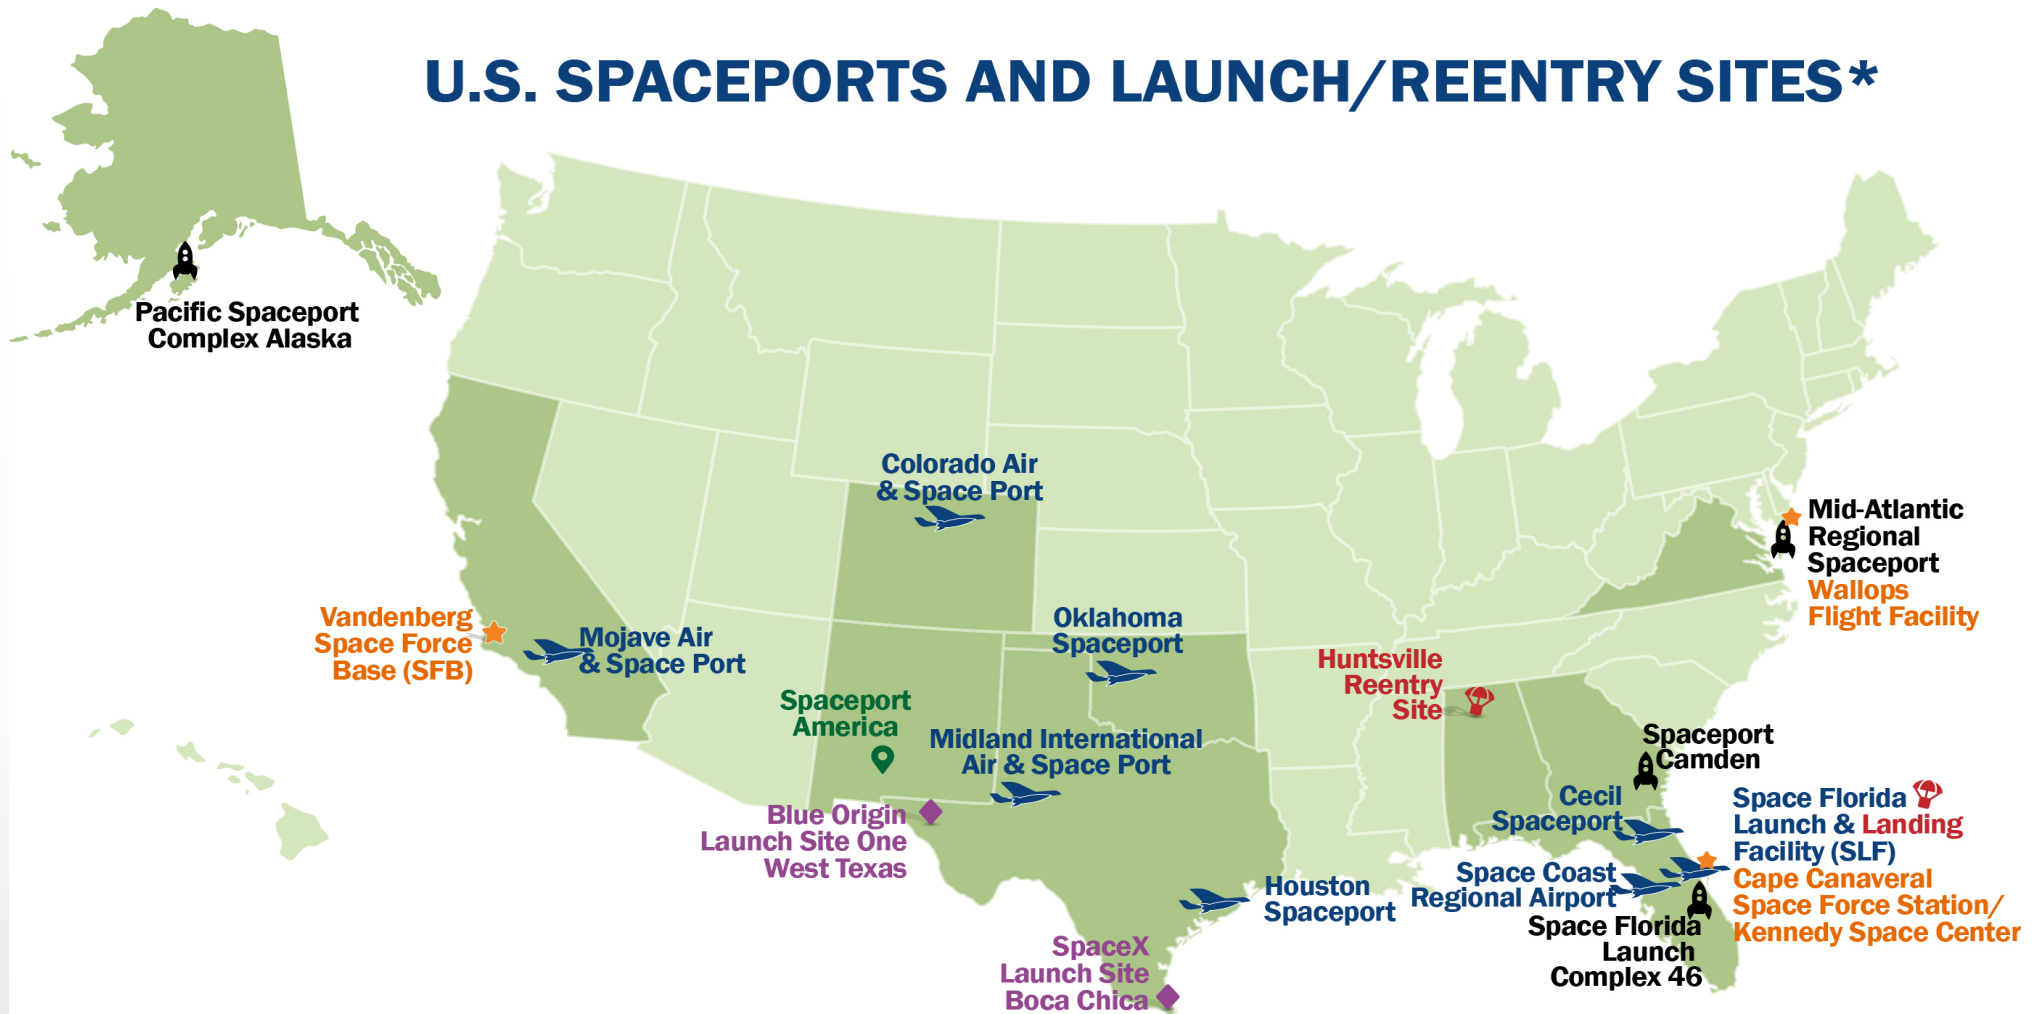 U.S. SPACEPORTS AND LAUNCH/REENTRY SITES*
Pacific Spaceport
Complex Alaska
Colorado Air
& Space Port
Mid-Atlantic
Regional
Spaceport
Wallops
Flight Facility
Vandenberg
Space Force
Base (SFB)
Mojave Air
& Space Port
Oklahoma
Spaceport
Huntsville
Reentry
Site
Spaceport
America
Midland International
Air & Space Port
Spaceport
Camden
Blue Origin
Launch Site One
West Texas
Cecil
Spaceport
Space Florida
Launch & Landing
Facility (SLF)
Cape Canaveral
Space Force Station/
Kennedy Space Center
Houston
Spaceport
Space Coast
Regional Airport
Space Florida
Launch
Complex 46
SpaceX
Launch Site
Boca Chica